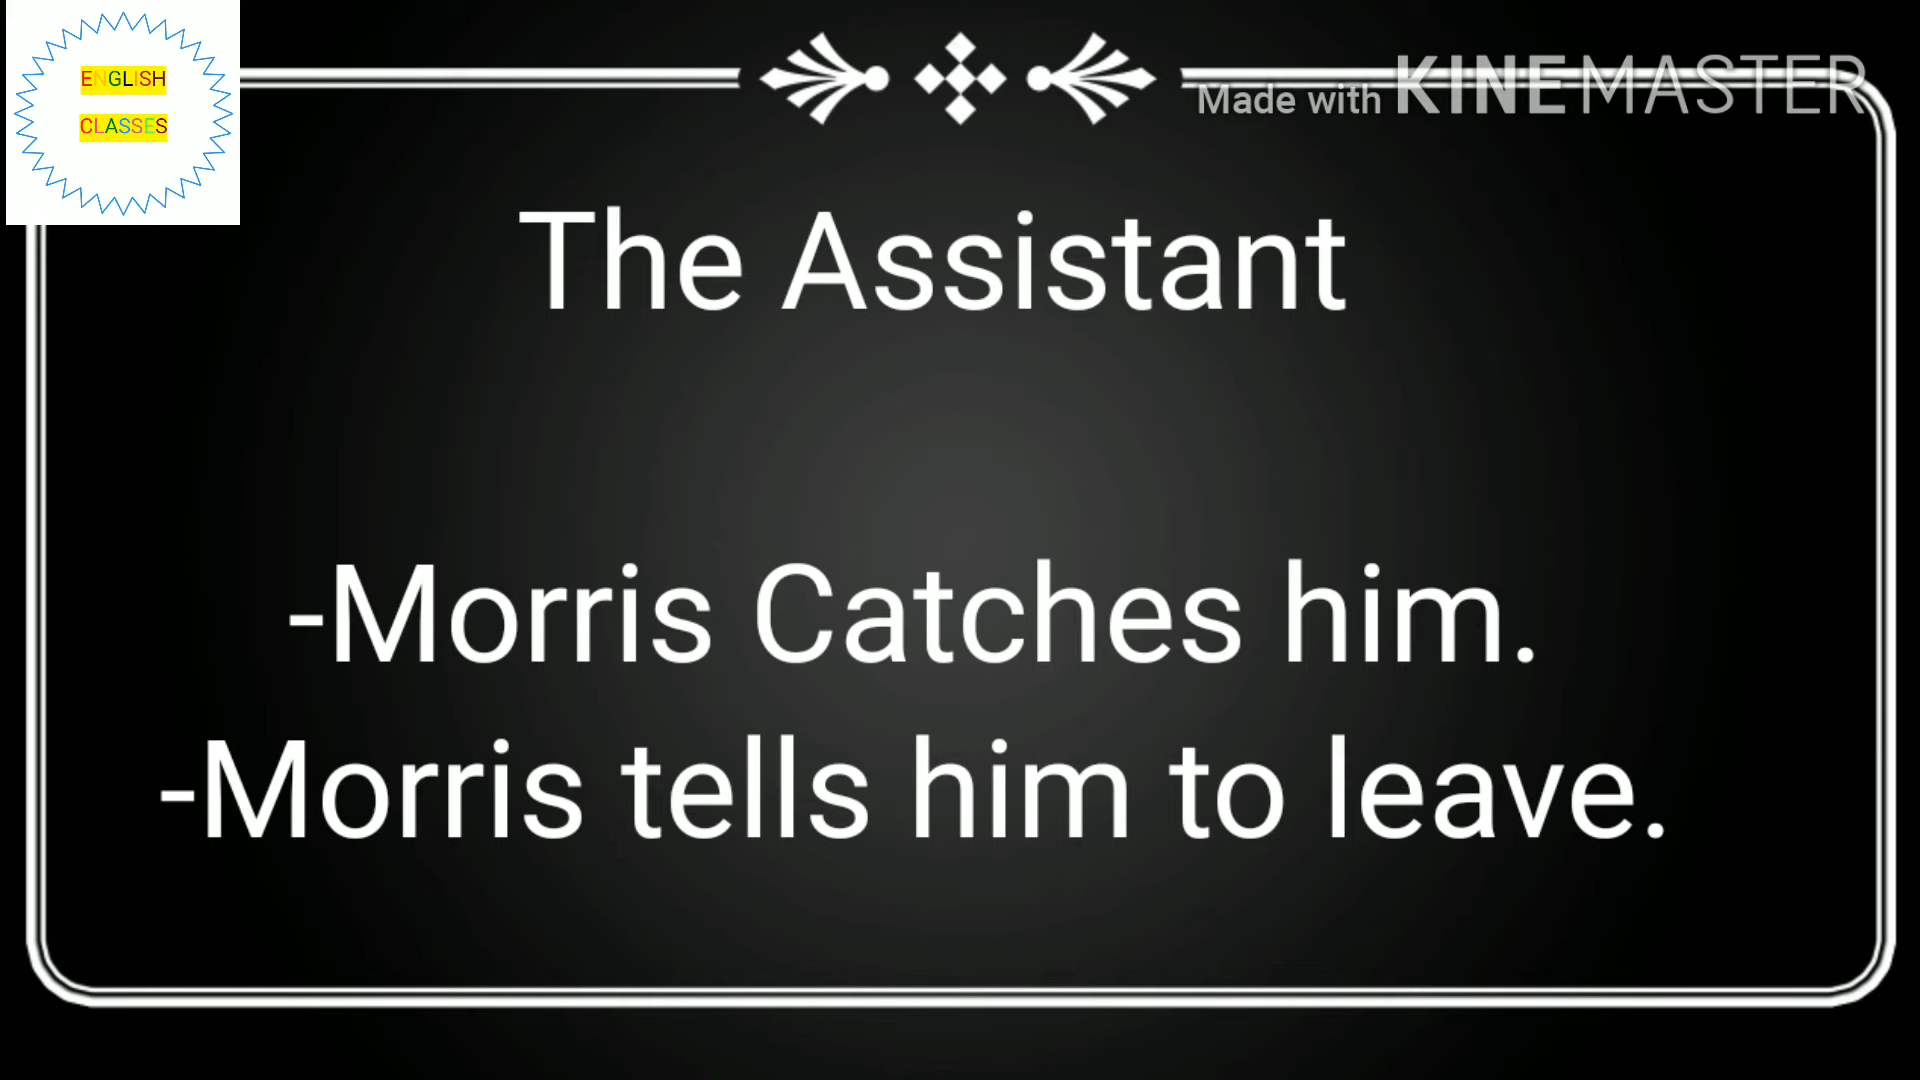 ENGLISH
CLASSES
Made with KINEMASTER
The Assistant
-Morris Catches him.
-Morris tells him to leave.